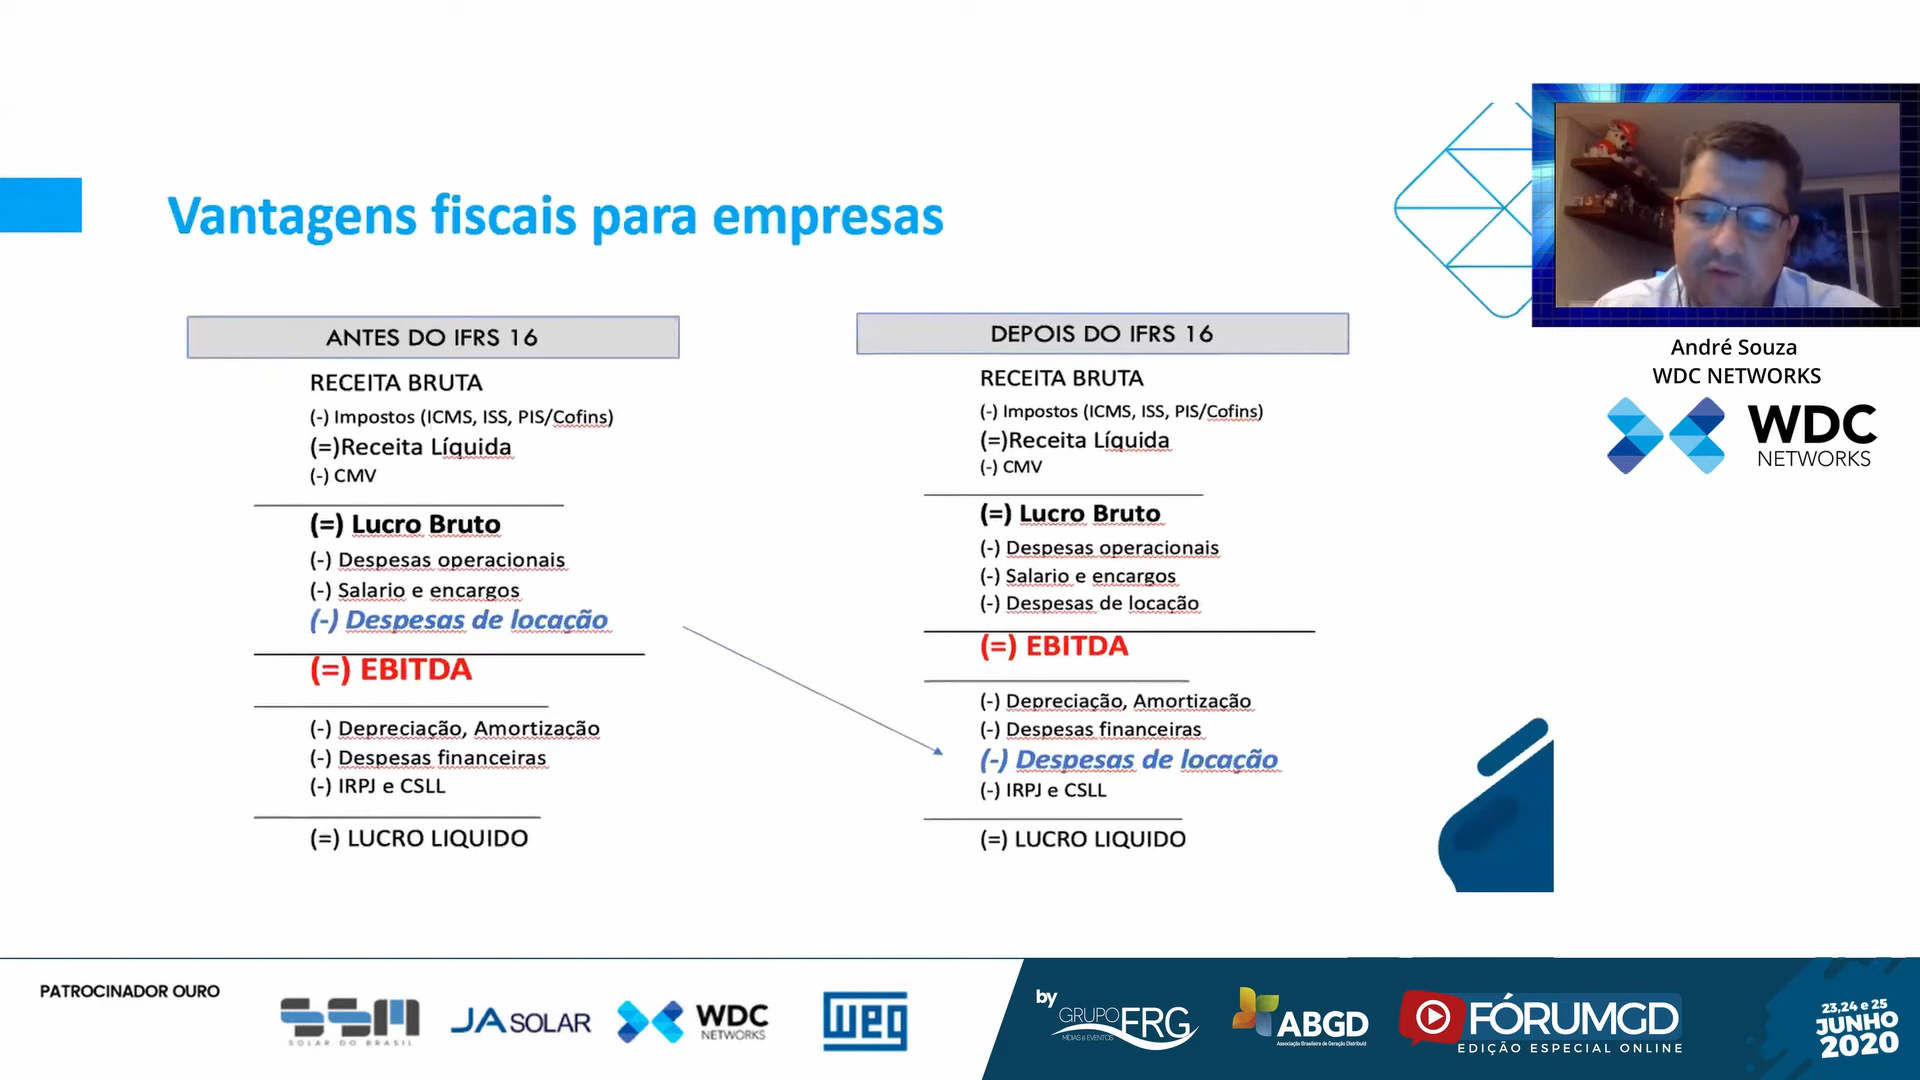 Vantagens fiscais para empresas
ANTES DO IFRS 16
RECEITA BRUTA
(-) Impostos (ICMS, ISS, PIS/Cofins)
(=)Receita Líquida
(-) CMV
(=) Lucro Bruto
(-) Despesas operacionais
(-) Salario e encargos
(-) Despesas de locação
(=) EBITDA
(-) Depreciação, Amortização
(-) Despesas financeiras
(-) IRPJ e CSLL
(=) LUCRO LIQUIDO
DEPOIS DO IFRS 16
RECEITA BRUTA
(-) Impostos (ICMS, ISS, PIS/Cofins)
(=)Receita Líquida
(-) CMV
(=) Lucro Bruto
(-) Despesas operacionais
(-) Salario e encargos
(-) Despesas de locação
(=) EBITDA
(-) Depreciação, Amortização
(-) Despesas financeiras
(-) Despesas de locação
(-) IRPJ e CSLL
(=) LUCRO LIQUIDO
André Souza
WDC NETWORKS
WDC
NETWORKS
PATROCINADOR OURO
SSM
SOLAR DO BRASIL
JA SOLAR
WDC
NETWORKS
WEG
by
GRUPO FRG
MÍDIAS & EVENTOS
ABGD
Associação Brasileira de Geração Distribuída
FÓRUMGD
EDIÇÃO ESPECIAL ONLINE
23,24 e 25
JUNHO
2020